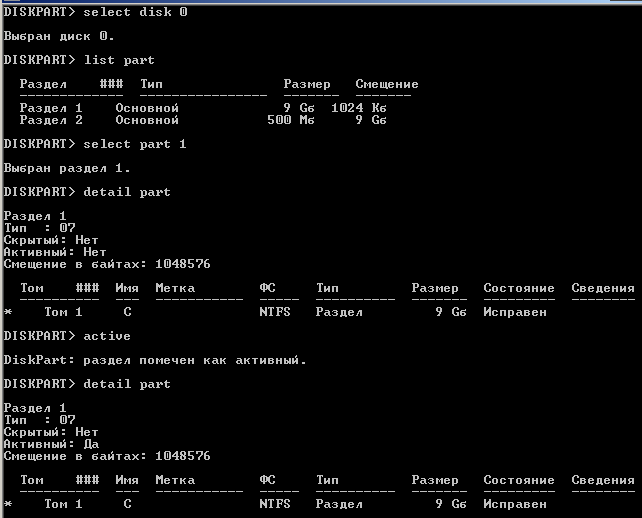 DISKPART> select disk 0
Выбран диск 0.
DISKPART> list part
Раздел    ###  Тип               Размер   Смещение
-------------  ----------------  -------  -------
Раздел 1    Основной             9 Gб  1024 Kб
Раздел 2    Основной           500 Mб     9 Gб
DISKPART> select part 1
Выбран раздел 1.
DISKPART> detail part
Раздел 1
Тип  : 07
Скрытый: Нет
Активный: Нет
Смещение в байтах: 1048576
Том    ###  Имя  Метка        ФС     Тип         Размер   Состояние  Сведения
----------  ---  -----------  -----  ----------  -------  ---------  --------
*    Том 1     C                NTFS   Раздел         9 Gб  Исправен
DISKPART> active
DiskPart: раздел помечен как активный.
DISKPART> detail part
Раздел 1
Тип  : 07
Скрытый: Нет
Активный: Да
Смещение в байтах: 1048576
Том    ###  Имя  Метка        ФС     Тип         Размер   Состояние  Сведения
----------  ---  -----------  -----  ----------  -------  ---------  --------
*    Том 1     C                NTFS   Раздел         9 Gб  Исправен